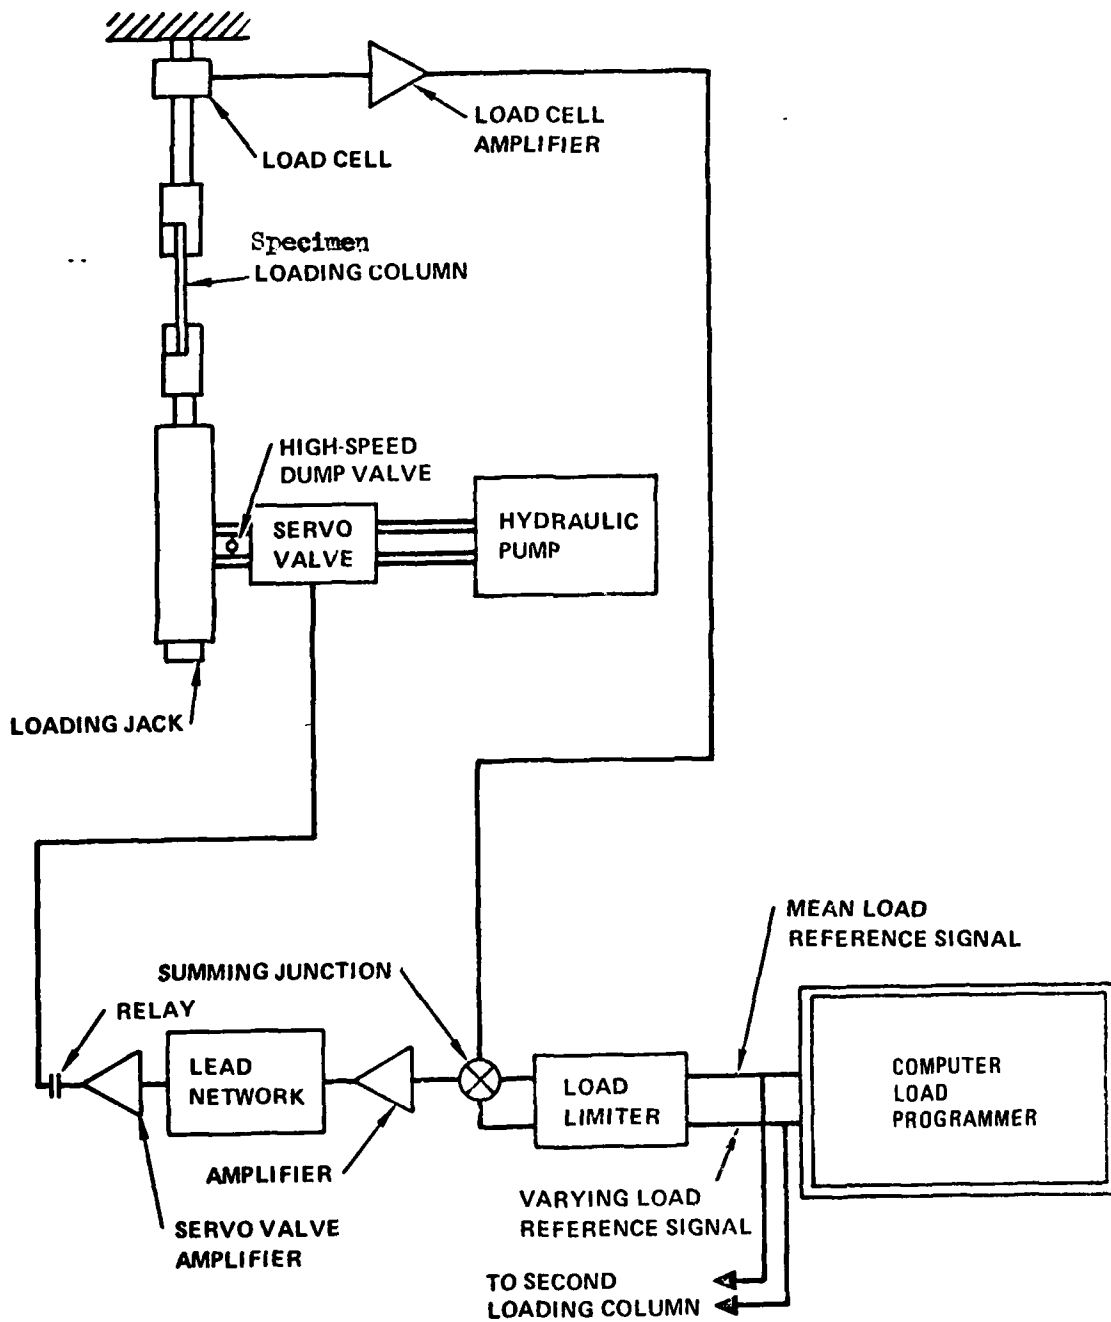 LOAD CELL
AMPLIFIER
LOAD CELL
Specimen
LOADING COLUMN
HIGH-SPEED
DUMP VALVE
SERVO
VALVE
HYDRAULIC
PUMP
LOADING JACK
MEAN LOAD
REFERENCE SIGNAL
SUMMING JUNCTION
RELAY
LEAD
NETWORK
LOAD
LIMITER
COMPUTER
LOAD
PROGRAMMER
AMPLIFIER
VARYING LOAD
REFERENCE SIGNAL
SERVO VALVE
AMPLIFIER
TO SECOND
LOADING COLUMN